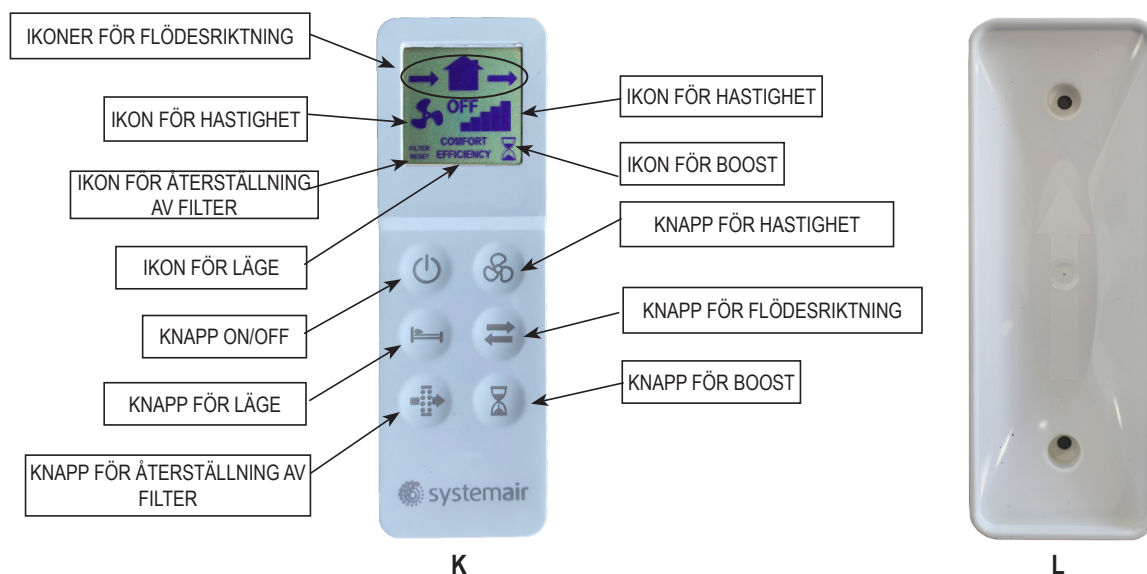 IKONER FÖR FLÖDESRIKTNING
IKON FÖR HASTIGHET
IKON FÖR ÅTERSTÄLLNING
AV FILTER
IKON FÖR LÄGE
KNAPP ON/OFF
KNAPP FÖR LÄGE
KNAPP FÖR ÅTERSTÄLLNING AV
FILTER
OFF
COMFORT
EFFICIENCY
FILTER
RESET
systemair
IKON FÖR HASTIGHET
IKON FÖR BOOST
KNAPP FÖR HASTIGHET
KNAPP FÖR FLÖDESRIKTNING
KNAPP FÖR BOOST
K
L